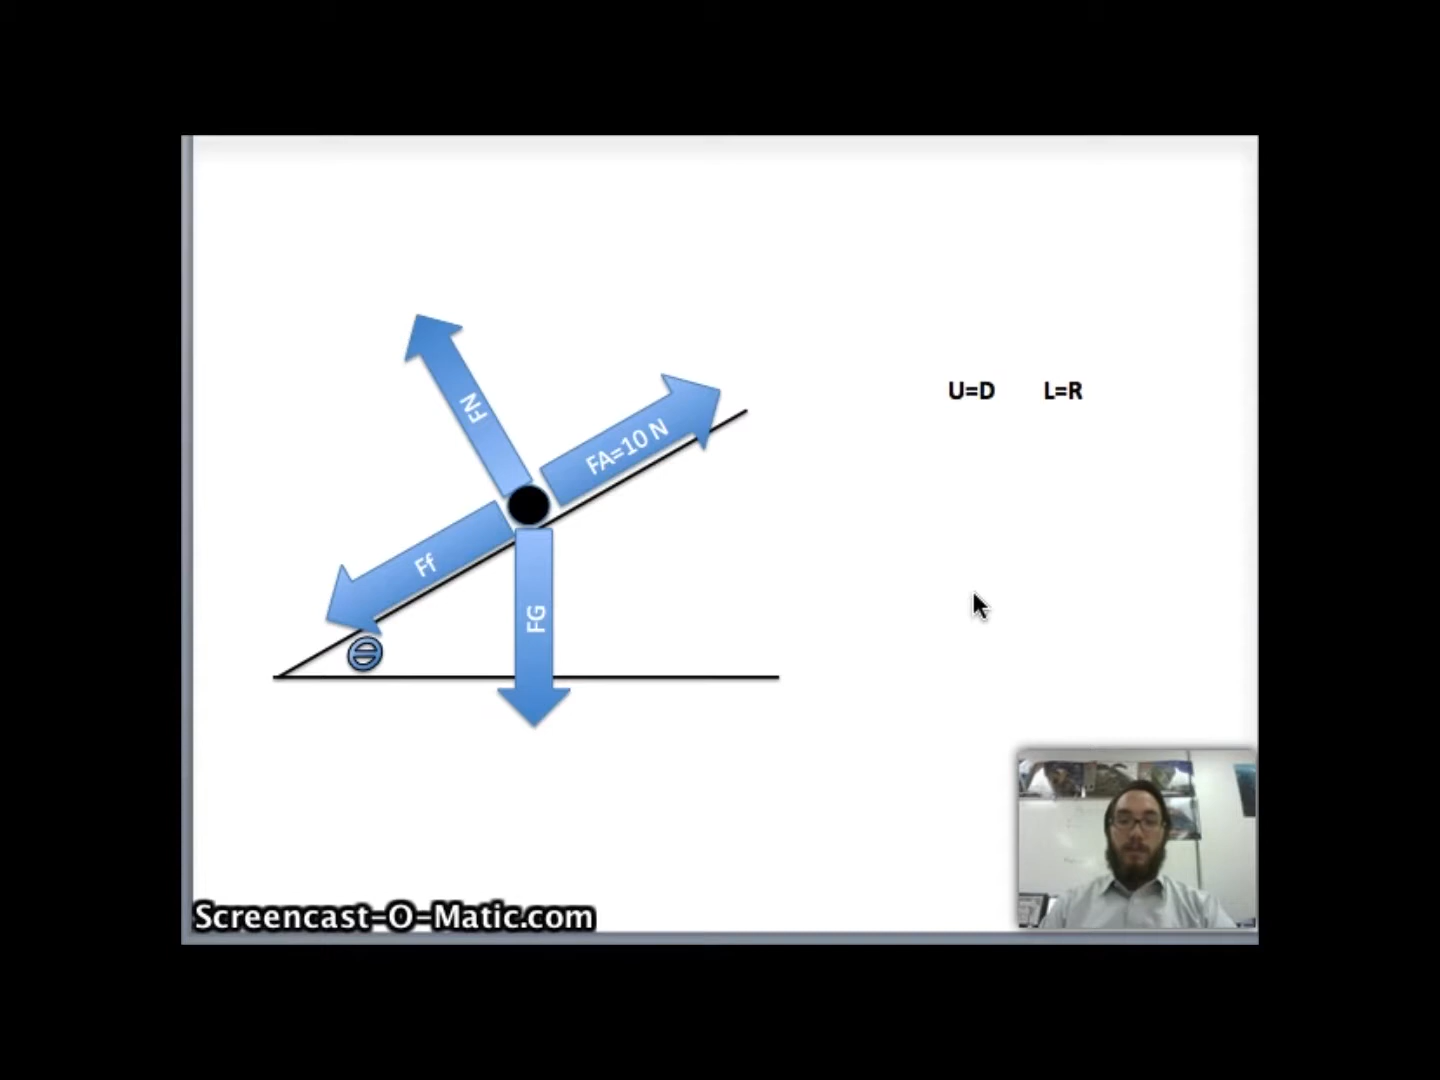 FN
FA=10 N
U=D L=R
Ff
FG
Θ
Screencast-O-Matic.com